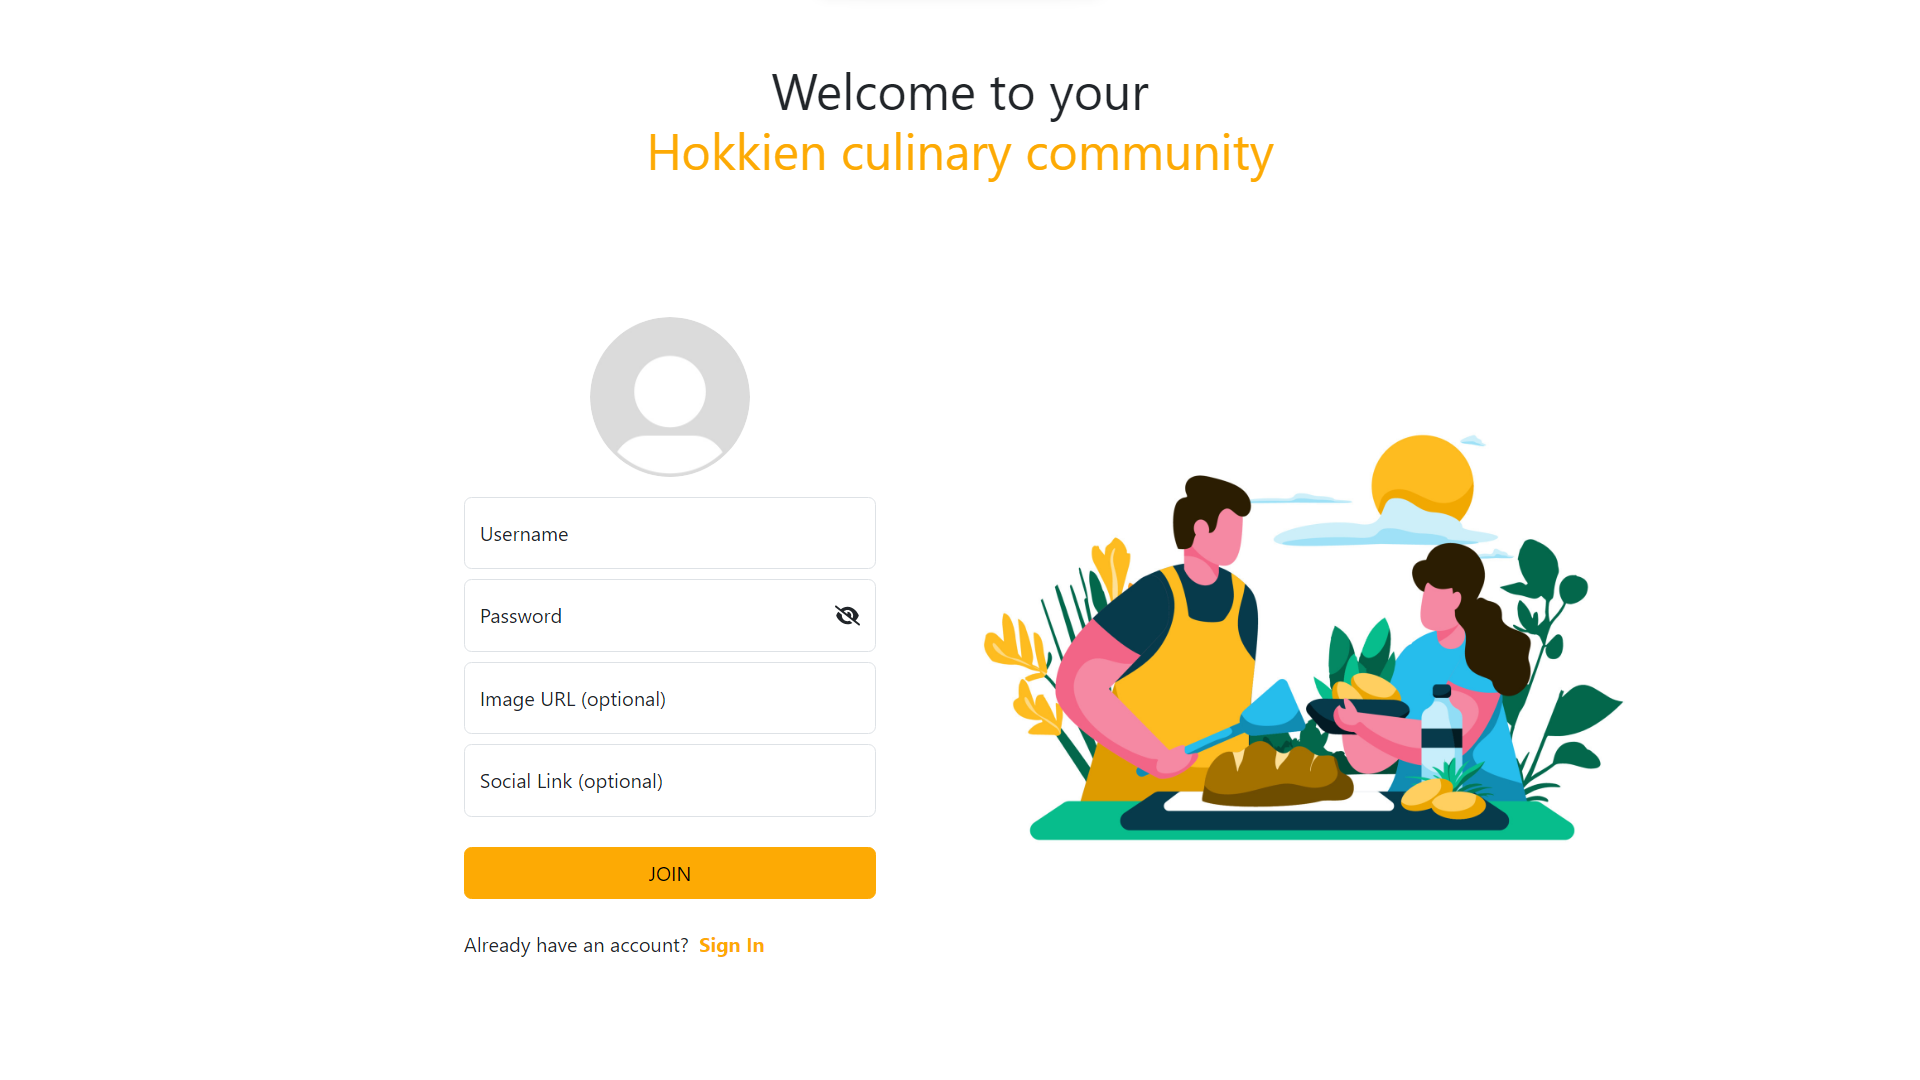 Welcome to your
Hokkien culinary community
Username
Password
Image URL (optional)
Social Link (optional)
JOIN
Already have an account? Sign In